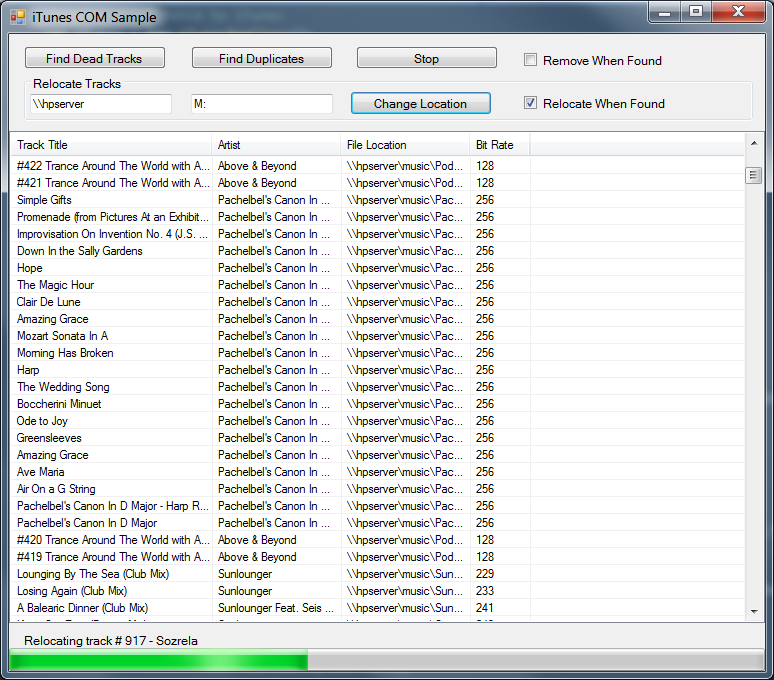 iTunes COM Sample
Find Dead Tracks Find Duplicates Stop Remove When Found
Relocate Tracks
\\hpserver M: Change Location Relocate When Found
Track Title Artist File Location Bit Rate
#422 Trance Around The World with A... Above & Beyond \\hpserver\music\Pod... 128
#421 Trance Around The World with A... Above & Beyond \\hpserver\music\Pod... 128
Simple Gifts Pachelbel's Canon In ... \\hpserver\music\Pac... 256
Promenade (from Pictures At an Exhibit... Pachelbel's Canon In ... \\hpserver\music\Pac... 256
Improvisation On Invention No. 4 (J.S. ... Pachelbel's Canon In ... \\hpserver\music\Pac... 256
Down In the Sally Gardens Pachelbel's Canon In ... \\hpserver\music\Pac... 256
Hope Pachelbel's Canon In ... \\hpserver\music\Pac... 256
The Magic Hour Pachelbel's Canon In ... \\hpserver\music\Pac... 256
Clair De Lune Pachelbel's Canon In ... \\hpserver\music\Pac... 256
Amazing Grace Pachelbel's Canon In ... \\hpserver\music\Pac... 256
Mozart Sonata In A Pachelbel's Canon In ... \\hpserver\music\Pac... 256
Morning Has Broken Pachelbel's Canon In ... \\hpserver\music\Pac... 256
Harp Pachelbel's Canon In ... \\hpserver\music\Pac... 256
The Wedding Song Pachelbel's Canon In ... \\hpserver\music\Pac... 256
Boccherini Minuet Pachelbel's Canon In ... \\hpserver\music\Pac... 256
Ode to Joy Pachelbel's Canon In ... \\hpserver\music\Pac... 256
Greensleeves Pachelbel's Canon In ... \\hpserver\music\Pac... 256
Amazing Grace Pachelbel's Canon In ... \\hpserver\music\Pac... 256
Ave Maria Pachelbel's Canon In ... \\hpserver\music\Pac... 256
Air On a G String Pachelbel's Canon In ... \\hpserver\music\Pac... 256
Pachelbel's Canon In D Major - Harp R... Pachelbel's Canon In ... \\hpserver\music\Pac... 256
Pachelbel's Canon In D Major Pachelbel's Canon In ... \\hpserver\music\Pac... 256
#420 Trance Around The World with A... Above & Beyond \\hpserver\music\Pod... 128
#419 Trance Around The World with A... Above & Beyond \\hpserver\music\Pod... 128
Lounging By The Sea (Club Mix) Sunlounger \\hpserver\music\Sun... 229
Losing Again (Club Mix) Sunlounger \\hpserver\music\Sun... 233
A Balearic Dinner (Club Mix) Sunlounger Feat. Seis ... \\hpserver\music\Sun... 241
Relocating track # 917 - Sozrela